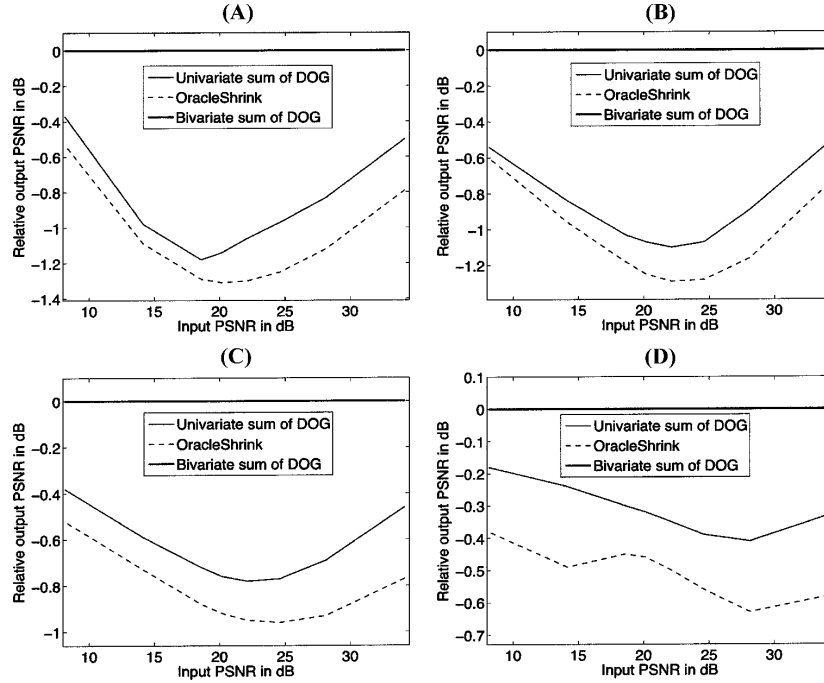 (A)
0
−0.2
−0.4
−0.6
−0.8
−1
−1.2
−1.4
Relative output PSNR in dB
Univariate sum of DOG
OracleShrink
Bivariate sum of DOG
10 15 20 25 30
Input PSNR in dB
(B)
0
−0.2
−0.4
−0.6
−0.8
−1
−1.2
Relative output PSNR in dB
Univariate sum of DOG
OracleShrink
Bivariate sum of DOG
10 15 20 25 30
Input PSNR in dB
(C)
0
−0.2
−0.4
−0.6
−0.8
−1
Relative output PSNR in dB
Univariate sum of DOG
OracleShrink
Bivariate sum of DOG
10 15 20 25 30
Input PSNR in dB
(D)
0.1
0
−0.1
−0.2
−0.3
−0.4
−0.5
−0.6
−0.7
Relative output PSNR in dB
Univariate sum of DOG
OracleShrink
Bivariate sum of DOG
10 15 20 25 30
Input PSNR in dB